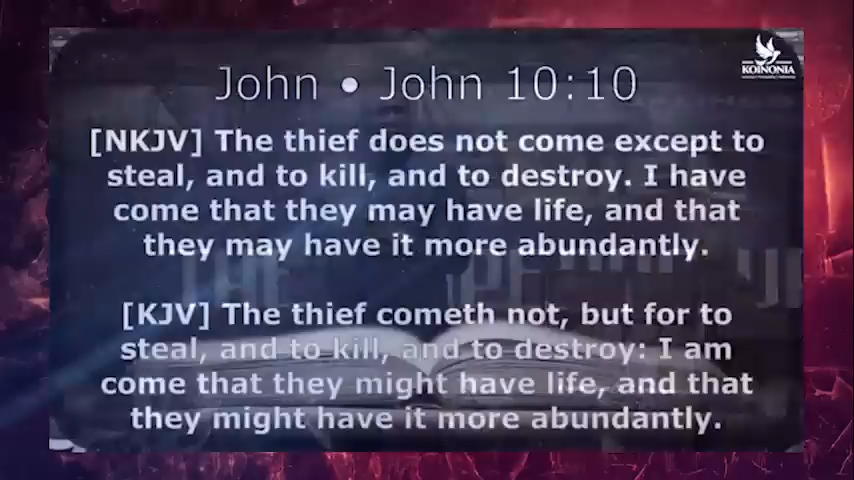 KOINONIA
John • John 10:10
[NKJV] The thief does not come except to
steal, and to kill, and to destroy. I have
come that they may have life, and that
they may have it more abundantly.
[KJV] The thief cometh not, but for to
steal, and to kill, and to destroy: I am
come that they might have life, and that
they might have it more abundantly.